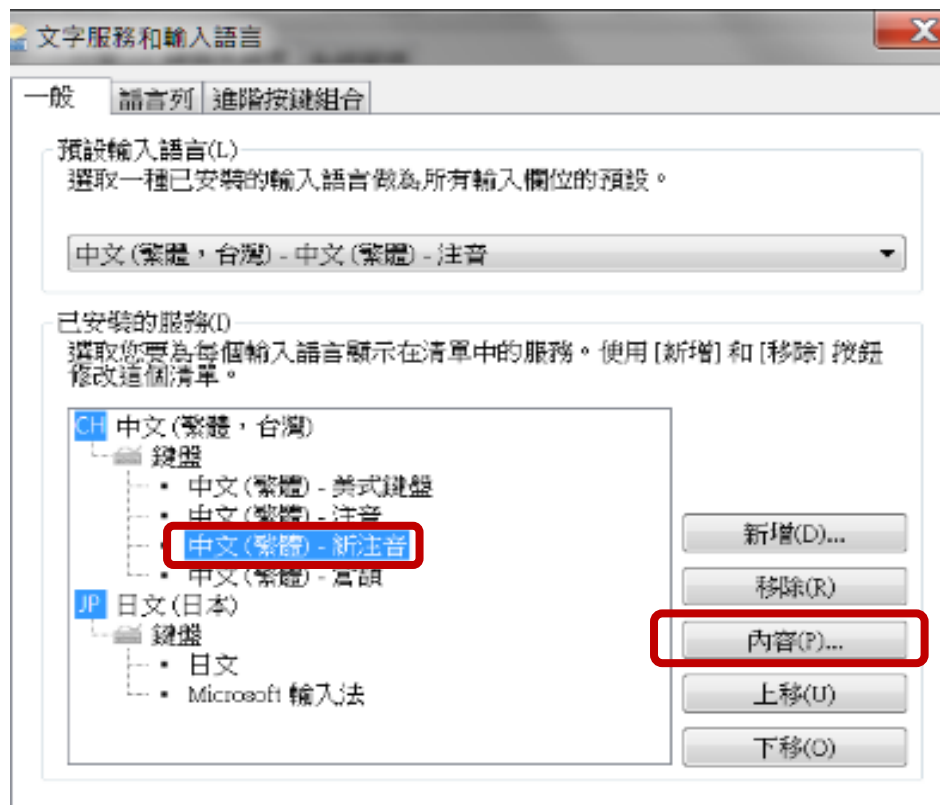 文字服務和輸入語言
一般 語言列 進階按鍵組合
預設輸入語言(L)
選取一種已安裝的輸入語言做為所有輸入欄位的預設。
中文(繁體，台灣) - 中文(繁體) - 注音
已安裝的服務(I)
選取您要為每個輸入語言顯示在清單中的服務。使用 [新增] 和 [移除] 按鈕
修改這個清單。
CH 中文(繁體，台灣)
鍵盤
• 中文(繁體) - 美式鍵盤
• 中文(繁體) - 注音
• 中文(繁體) - 新注音
• 中文(繁體) - 倉頡
JP 日文(日本)
鍵盤
• 日文
• Microsoft 輸入法
新增(D)...
移除(R)
內容(P)...
上移(U)
下移(O)